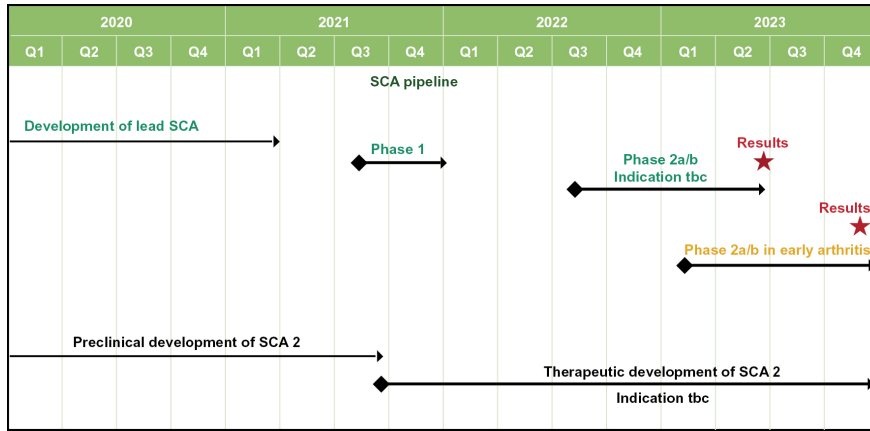 2020 2021 2022 2023
Q1 Q2 Q3 Q4 Q1 Q2 Q3 Q4 Q1 Q2 Q3 Q4 Q1 Q2 Q3 Q4
SCA pipeline
Development of lead SCA
Phase 1
Results
Phase 2a/b
Indication tbc
Results
Phase 2a/b in early arthritis
Preclinical development of SCA 2
Therapeutic development of SCA 2
Indication tbc